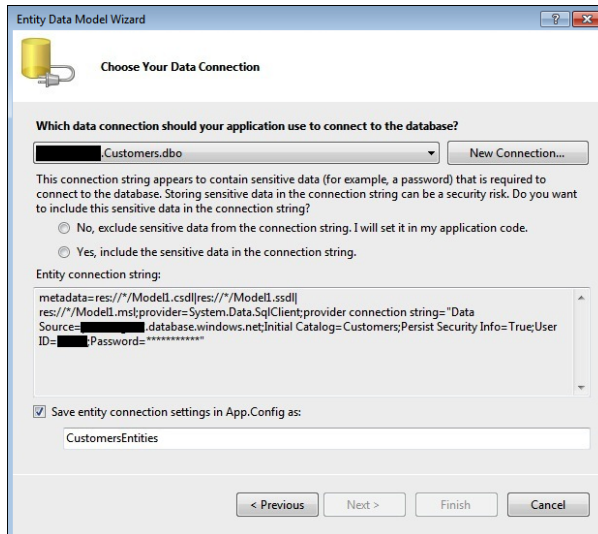 Entity Data Model Wizard
Choose Your Data Connection
Which data connection should your application use to connect to the database?
.Customers.dbo
New Connection...
This connection string appears to contain sensitive data (for example, a password) that is required to
connect to the database. Storing sensitive data in the connection string can be a security risk. Do you want
to include this sensitive data in the connection string?
No, exclude sensitive data from the connection string. I will set it in my application code.
Yes, include the sensitive data in the connection string.
Entity connection string:
metadata=res://*/Model1.csdl|res://*/Model1.ssdl|
res://*/Model1.msl;provider=System.Data.SqlClient;provider connection string="Data
Source= .database.windows.net;Initial Catalog=Customers;Persist Security Info=True;User
ID= ;Password=***********"
Save entity connection settings in App.Config as:
CustomersEntities
< Previous
Next >
Finish
Cancel